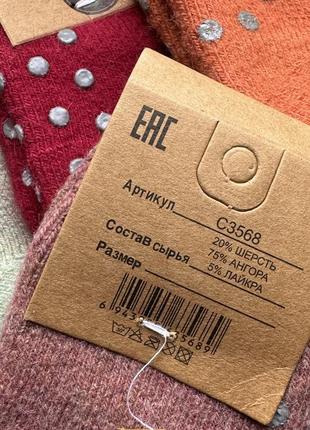 EAC
Артикул C3568
Состав сырья 20% ШЕРСТЬ
75% АНГОРА
5% ЛАЙКРА
Размер